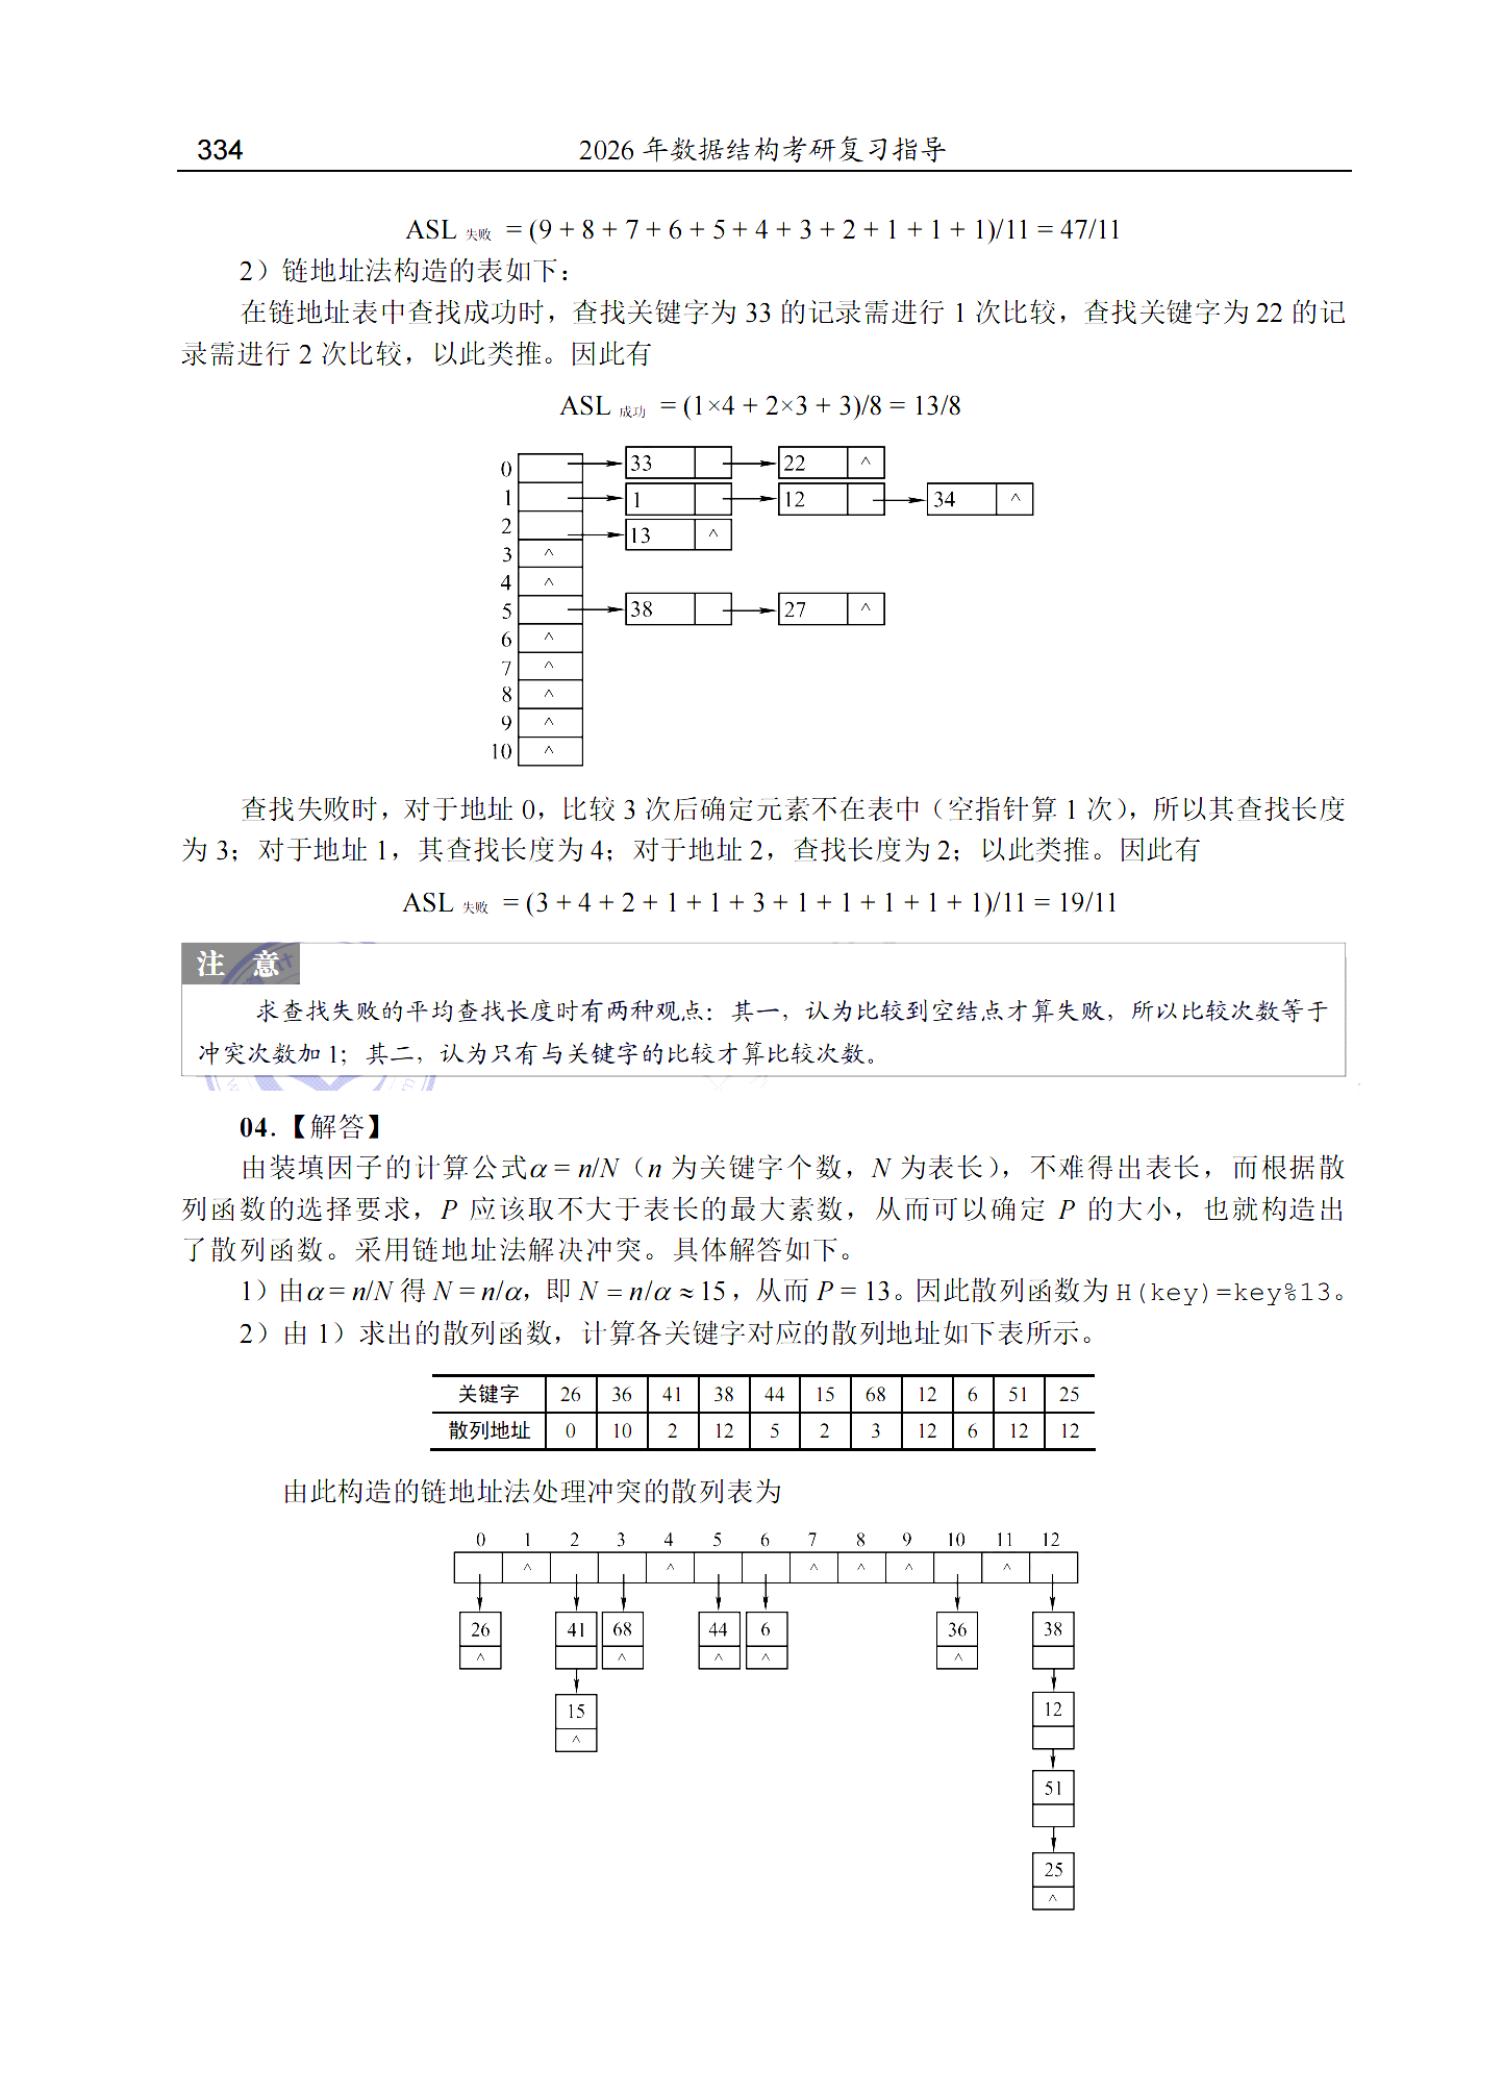 334 2026 年数据结构考研复习指导
ASL 失败 = (9 + 8 + 7 + 6 + 5 + 4 + 3 + 2 + 1 + 1 + 1)/11 = 47/11
2）链地址法构造的表如下：
在链地址表中查找成功时，查找关键字为 33 的记录需进行 1 次比较，查找关键字为 22 的记
录需进行 2 次比较，以此类推。因此有
ASL 成功 = (1×4 + 2×3 + 3)/8 = 13/8
0 33 22 ^
1 1 12 34 ^
2 13 ^
3 ^
4 ^
5 38 27 ^
6 ^
7 ^
8 ^
9 ^
10 ^
查找失败时，对于地址 0，比较 3 次后确定元素不在表中（空指针算 1 次），所以其查找长度
为 3；对于地址 1，其查找长度为 4；对于地址 2，查找长度为 2；以此类推。因此有
ASL 失败 = (3 + 4 + 2 + 1 + 1 + 3 + 1 + 1 + 1 + 1 + 1)/11 = 19/11
注 意
求查找失败的平均查找长度时有两种观点：其一，认为比较到空结点才算失败，所以比较次数等于
冲突次数加 1；其二，认为只有与关键字的比较才算比较次数。
04.【解答】
由装填因子的计算公式α = n/N（n 为关键字个数，N 为表长），不难得出表长，而根据散
列函数的选择要求，P 应该取不大于表长的最大素数，从而可以确定 P 的大小，也就构造出
了散列函数。采用链地址法解决冲突。具体解答如下。
1）由α = n/N 得 N = n/α，即 N = n/α ≈ 15，从而 P = 13。因此散列函数为 H(key)=key%13。
2）由 1）求出的散列函数，计算各关键字对应的散列地址如下表所示。
关键字 26 36 41 38 44 15 68 12 6 51 25
散列地址 0 10 2 12 5 2 3 12 6 12 12
由此构造的链地址法处理冲突的散列表为
0 1 2 3 4 5 6 7 8 9 10 11 12
^ ^ ^ ^ ^ ^
26 41 68 44 6 36 38
^ ^ ^ ^ ^
15 12
^
51
25
^